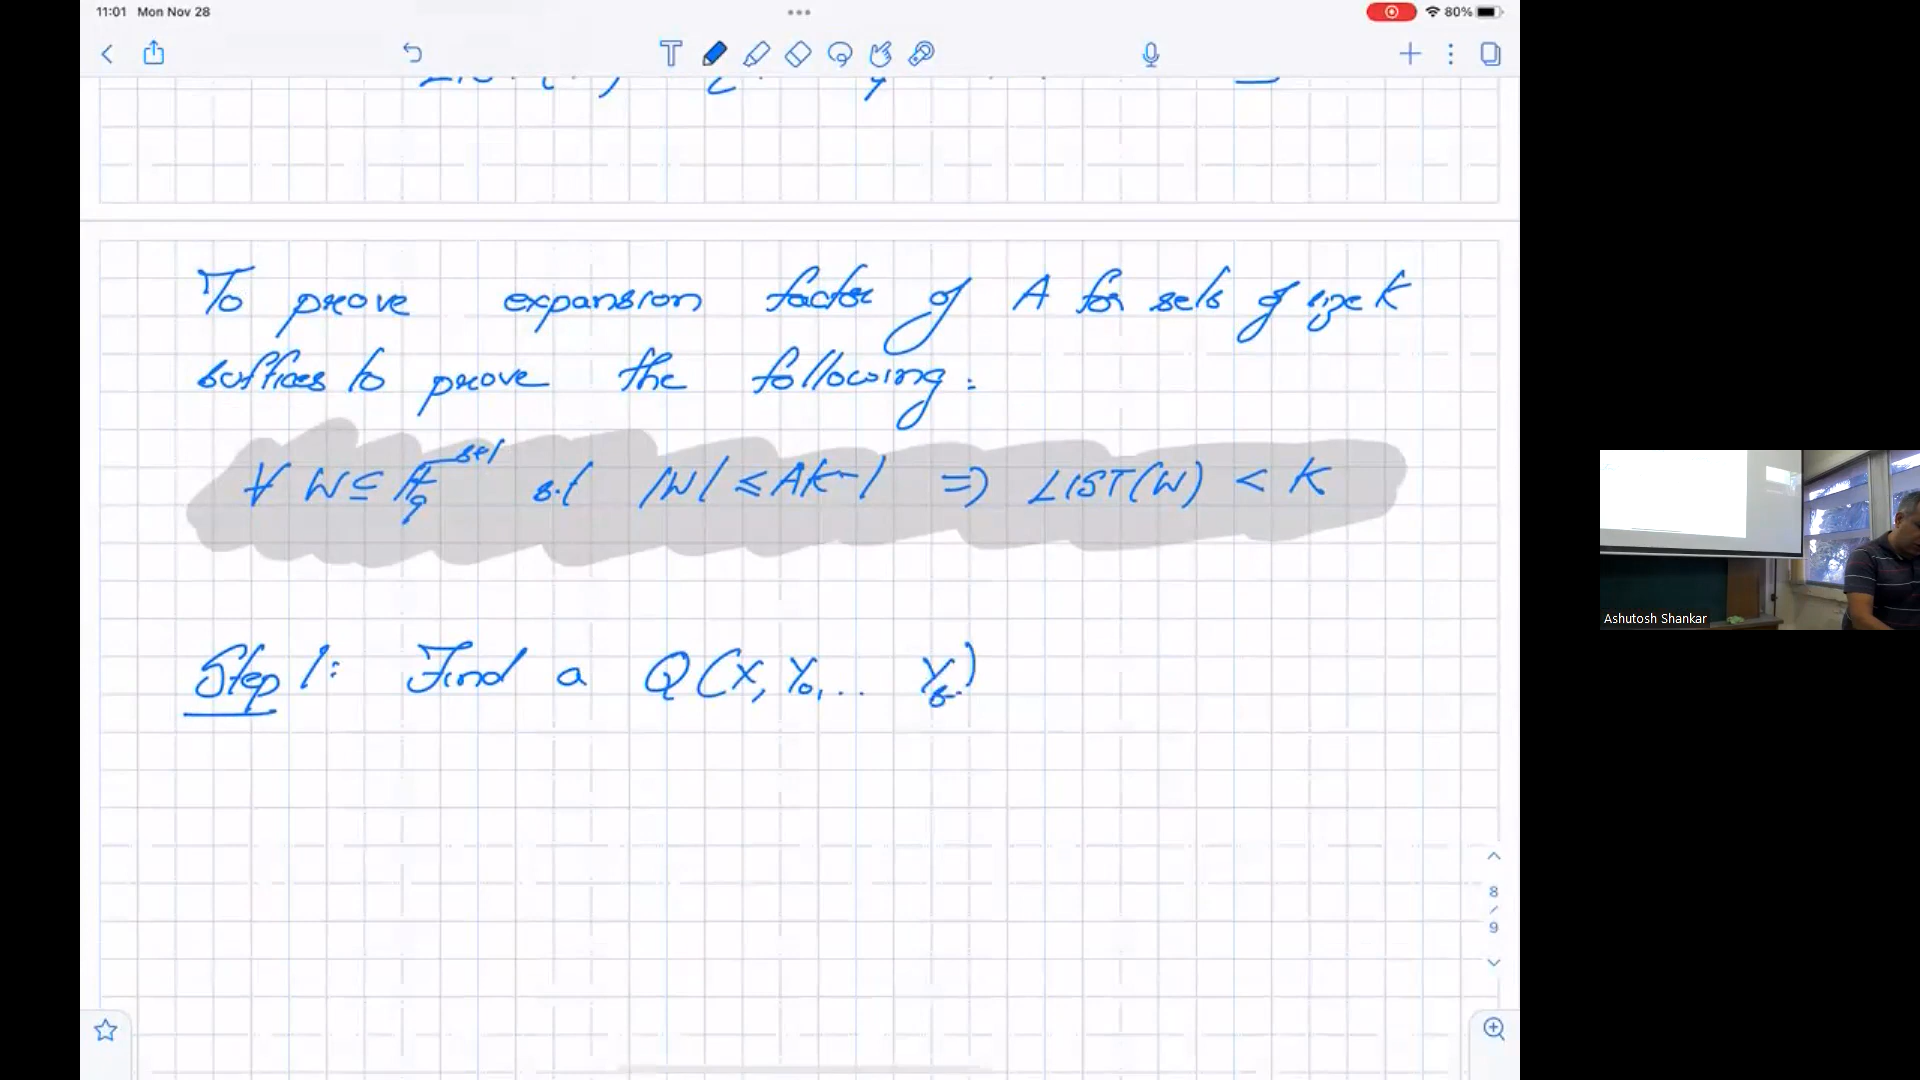 11:01 Mon Nov 28
80%
To prove expansion factor of A for sets of size K
suffices to prove the following:
∀ W ⊆ F_q^{s+1} s.t |W| ≤ AK-1 ⇒ LIST(W) < K
Step 1: Find a Q(X, Y_0, .. Y_s)
8
/
9
Ashutosh Shankar